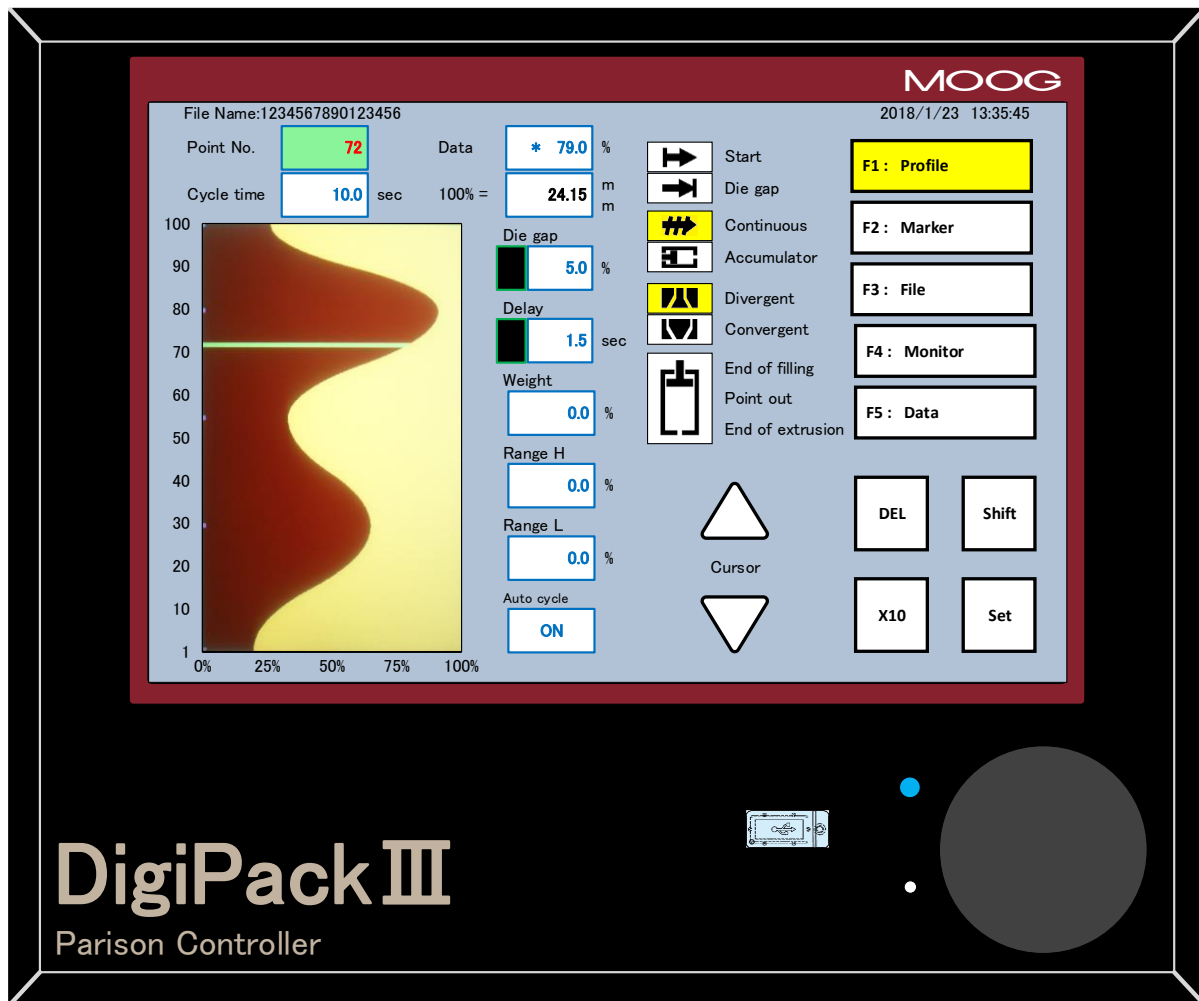 MOOG
File Name:1234567890123456
2018/1/23 13:35:45
Point No. 72
Data * 79.0 %
Cycle time 10.0 sec
100% = 24.15 m
m
100
90
80
70
60
50
40
30
20
10
1
0% 25% 50% 75% 100%
Die gap
5.0 %
Delay
1.5 sec
Weight
0.0 %
Range H
0.0 %
Range L
0.0 %
Auto cycle
ON
Start
Die gap
Continuous
Accumulator
Divergent
Convergent
End of filling
Point out
End of extrusion
Cursor
F1 : Profile
F2 : Marker
F3 : File
F4 : Monitor
F5 : Data
DEL Shift
X10 Set
DigiPack III
Parison Controller